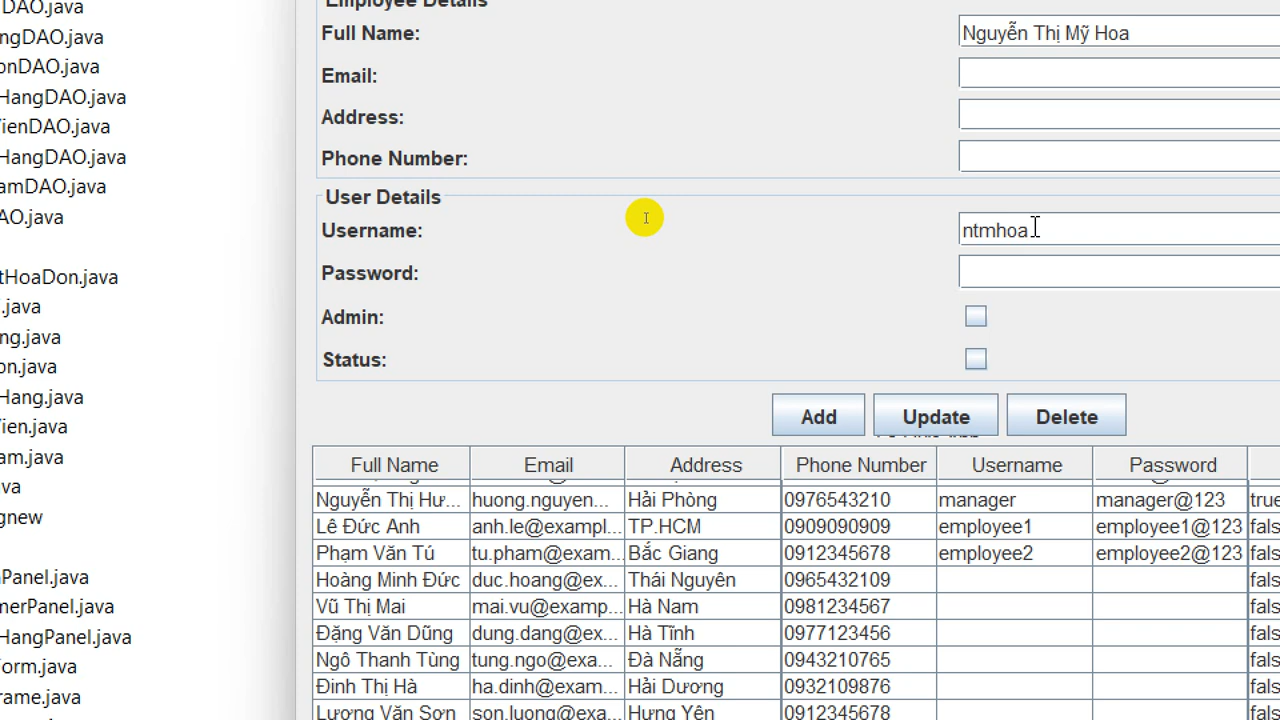 DAO.java
ngDAO.java
onDAO.java
HangDAO.java
VienDAO.java
HangDAO.java
amDAO.java
AO.java
tHoaDon.java
.java
ng.java
on.java
Hang.java
Vien.java
am.java
va
gnew
Panel.java
merPanel.java
HangPanel.java
Form.java
rame.java
Employee Details
Full Name: Nguyễn Thị Mỹ Hoa
Email:
Address:
Phone Number:
User Details
Username: ntmhoa
Password:
Admin:
Status:
Add Update Delete
Full Name Email Address Phone Number Username Password
Nguyễn Thị Hư... huong.nguyen... Hải Phòng 0976543210 manager manager@123 true
Lê Đức Anh anh.le@exampl... TP.HCM 0909090909 employee1 employee1@123 fals
Phạm Văn Tú tu.pham@exam... Bắc Giang 0912345678 employee2 employee2@123 fals
Hoàng Minh Đức duc.hoang@ex... Thái Nguyên 0965432109 fals
Vũ Thị Mai mai.vu@examp... Hà Nam 0981234567 fals
Đặng Văn Dũng dung.dang@ex... Hà Tĩnh 0977123456 fals
Ngô Thanh Tùng tung.ngo@exa... Đà Nẵng 0943210765 fals
Đinh Thị Hà ha.dinh@exam... Hải Dương 0932109876 fals
Lương Văn Sơn son.luong@exa... Hưng Yên 0912345678 fals